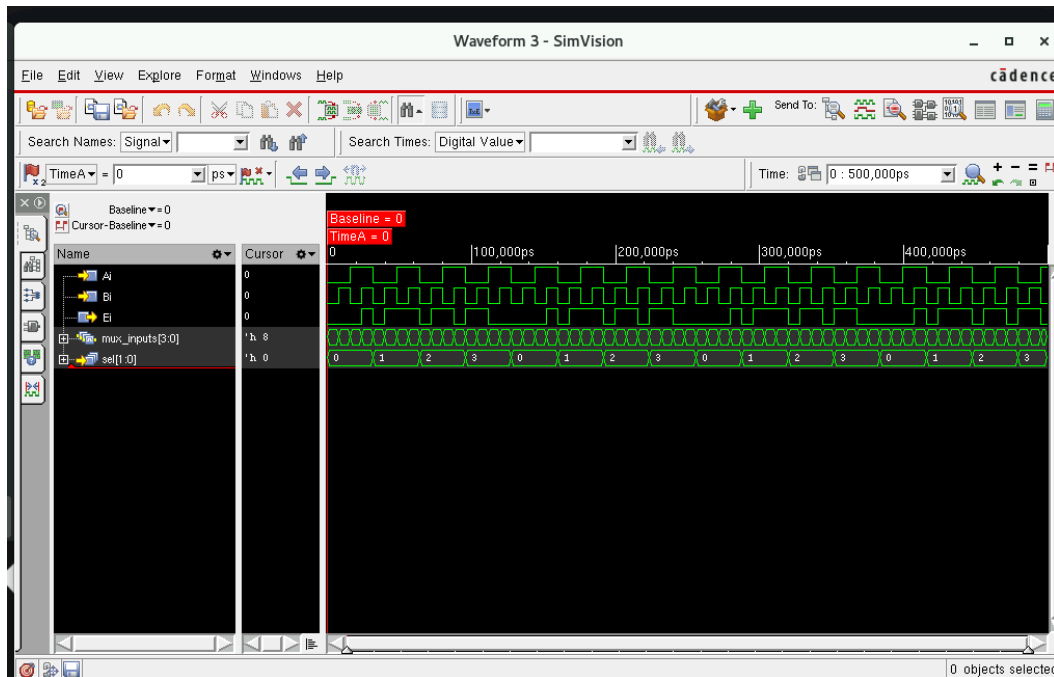 Waveform 3 - SimVision
File Edit View Explore Format Windows Help
cādence
Send To:
Search Names: Signal
Search Times: Digital Value
x2 TimeA = 0 ps
Time: 0 : 500,000ps
Baseline = 0
Cursor-Baseline = 0
Baseline = 0
TimeA = 0
Name Cursor 0 100,000ps 200,000ps 300,000ps 400,000ps
Ai 0
Bi 0
Ei 0
mux_inputs[3:0] 'h 8
sel[1:0] 'h 0 0 1 2 3 0 1 2 3 0 1 2 3 0 1 2 3
0 objects selected